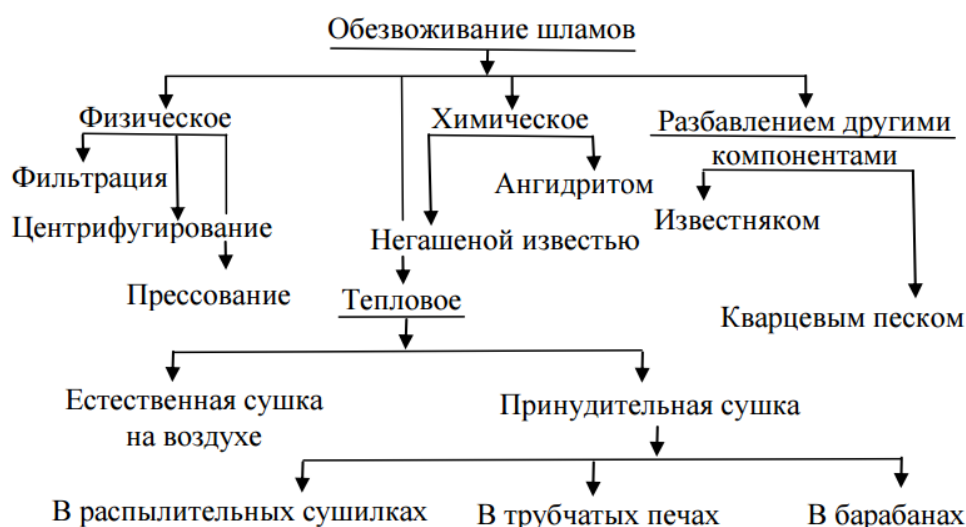 Обезвоживание шламов
Физическое
Химическое
Разбавлением другими
компонентами
Фильтрация
Ангидритом
Центрифугирование
Негашеной известью
Известняком
Прессование
Тепловое
Кварцевым песком
Естественная сушка
на воздухе
Принудительная сушка
В распылительных сушилках
В трубчатых печах
В барабанах